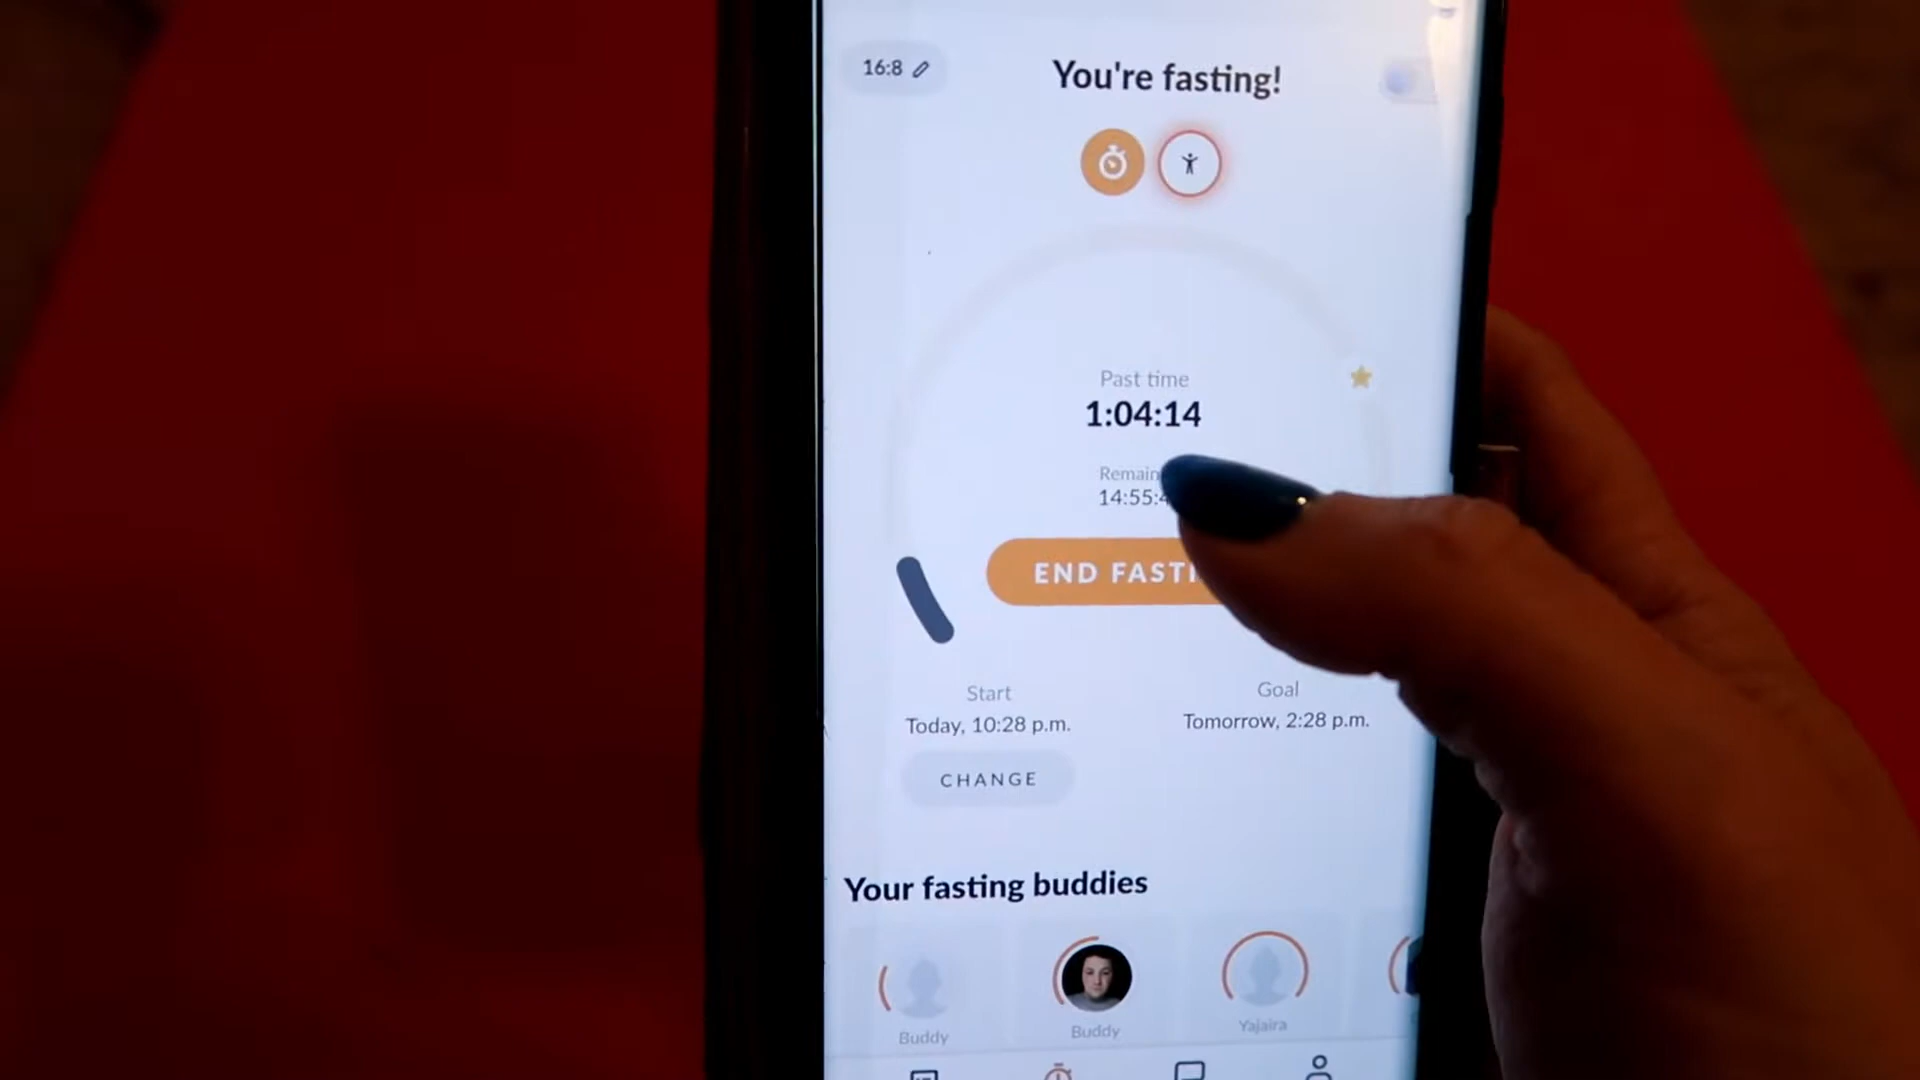 16:8
You're fasting!
Past time
1:04:14
Remain
14:55:4
END FASTI
Start
Goal
Today, 10:28 p.m.
Tomorrow, 2:28 p.m.
CHANGE
Your fasting buddies
Buddy
Buddy
Yajaira